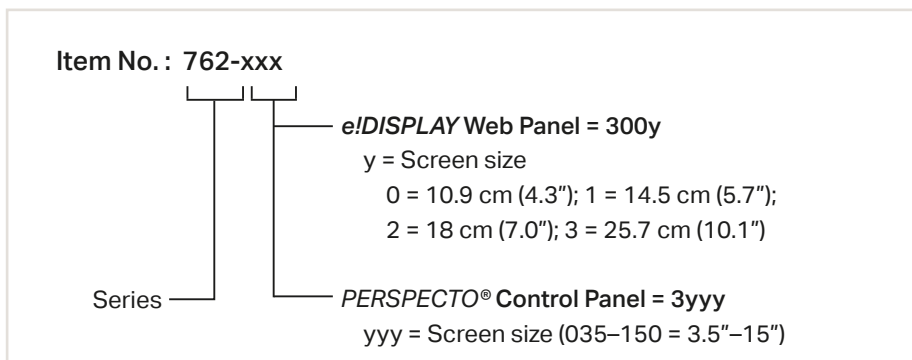 Item No. : 762-xxx
e!DISPLAY Web Panel = 300y
y = Screen size
0 = 10.9 cm (4.3"); 1 = 14.5 cm (5.7");
2 = 18 cm (7.0"); 3 = 25.7 cm (10.1")
Series
PERSPECTO® Control Panel = 3yyy
yyy = Screen size (035–150 = 3.5"–15")